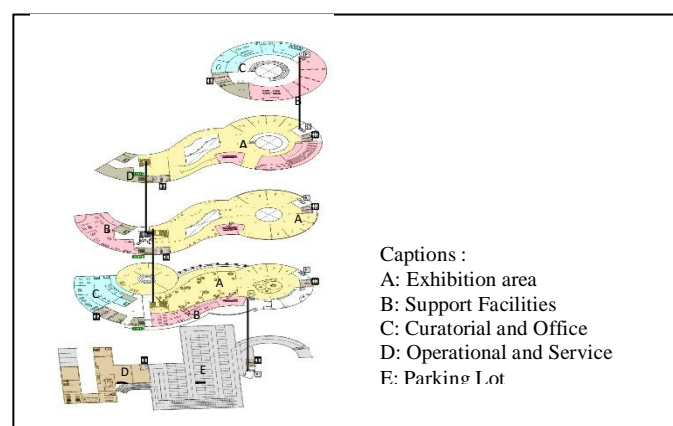 C
B
A
D
B
A
C
A
B
D
E
Captions :
A: Exhibition area
B: Support Facilities
C: Curatorial and Office
D: Operational and Service
E: Parking Lot